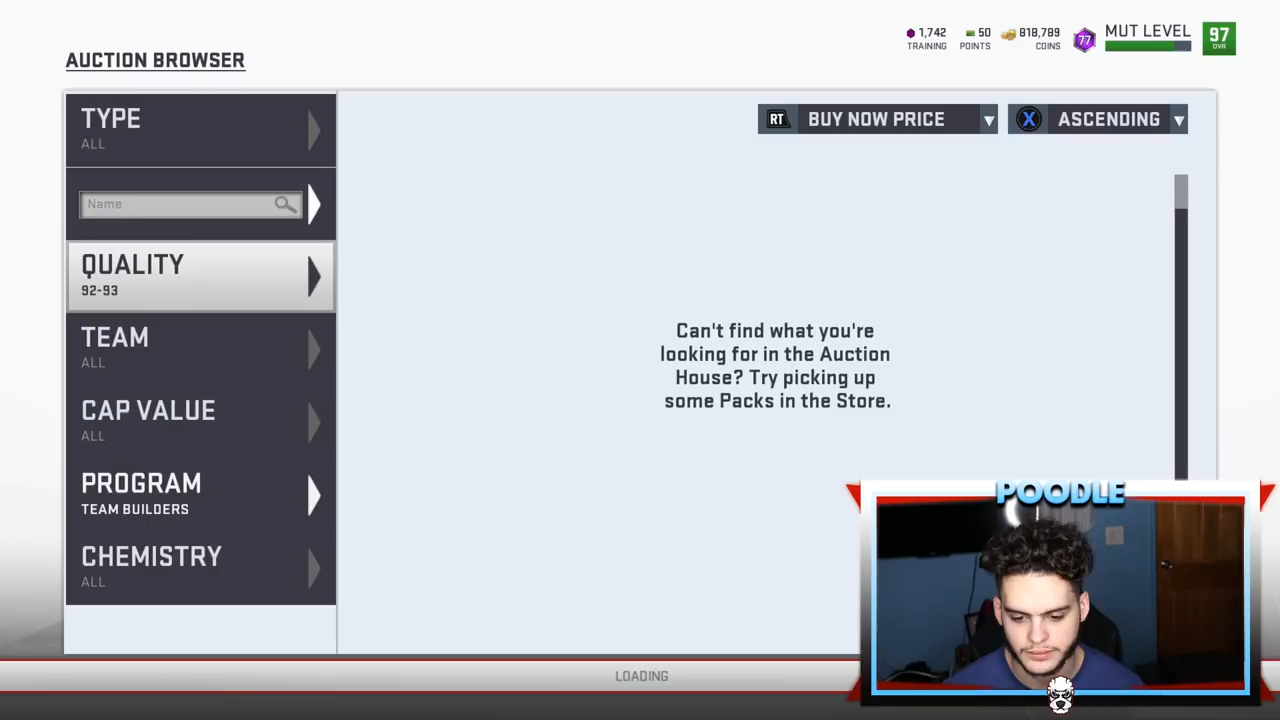 AUCTION BROWSER
1,742
TRAINING
50
POINTS
818,789
COINS
77
MUT LEVEL
97
OVR
TYPE
ALL
Name
QUALITY
92-93
TEAM
ALL
CAP VALUE
ALL
PROGRAM
TEAM BUILDERS
CHEMISTRY
ALL
RT BUY NOW PRICE
X ASCENDING
Can't find what you're
looking for in the Auction
House? Try picking up
some Packs in the Store.
LOADING
POODLE